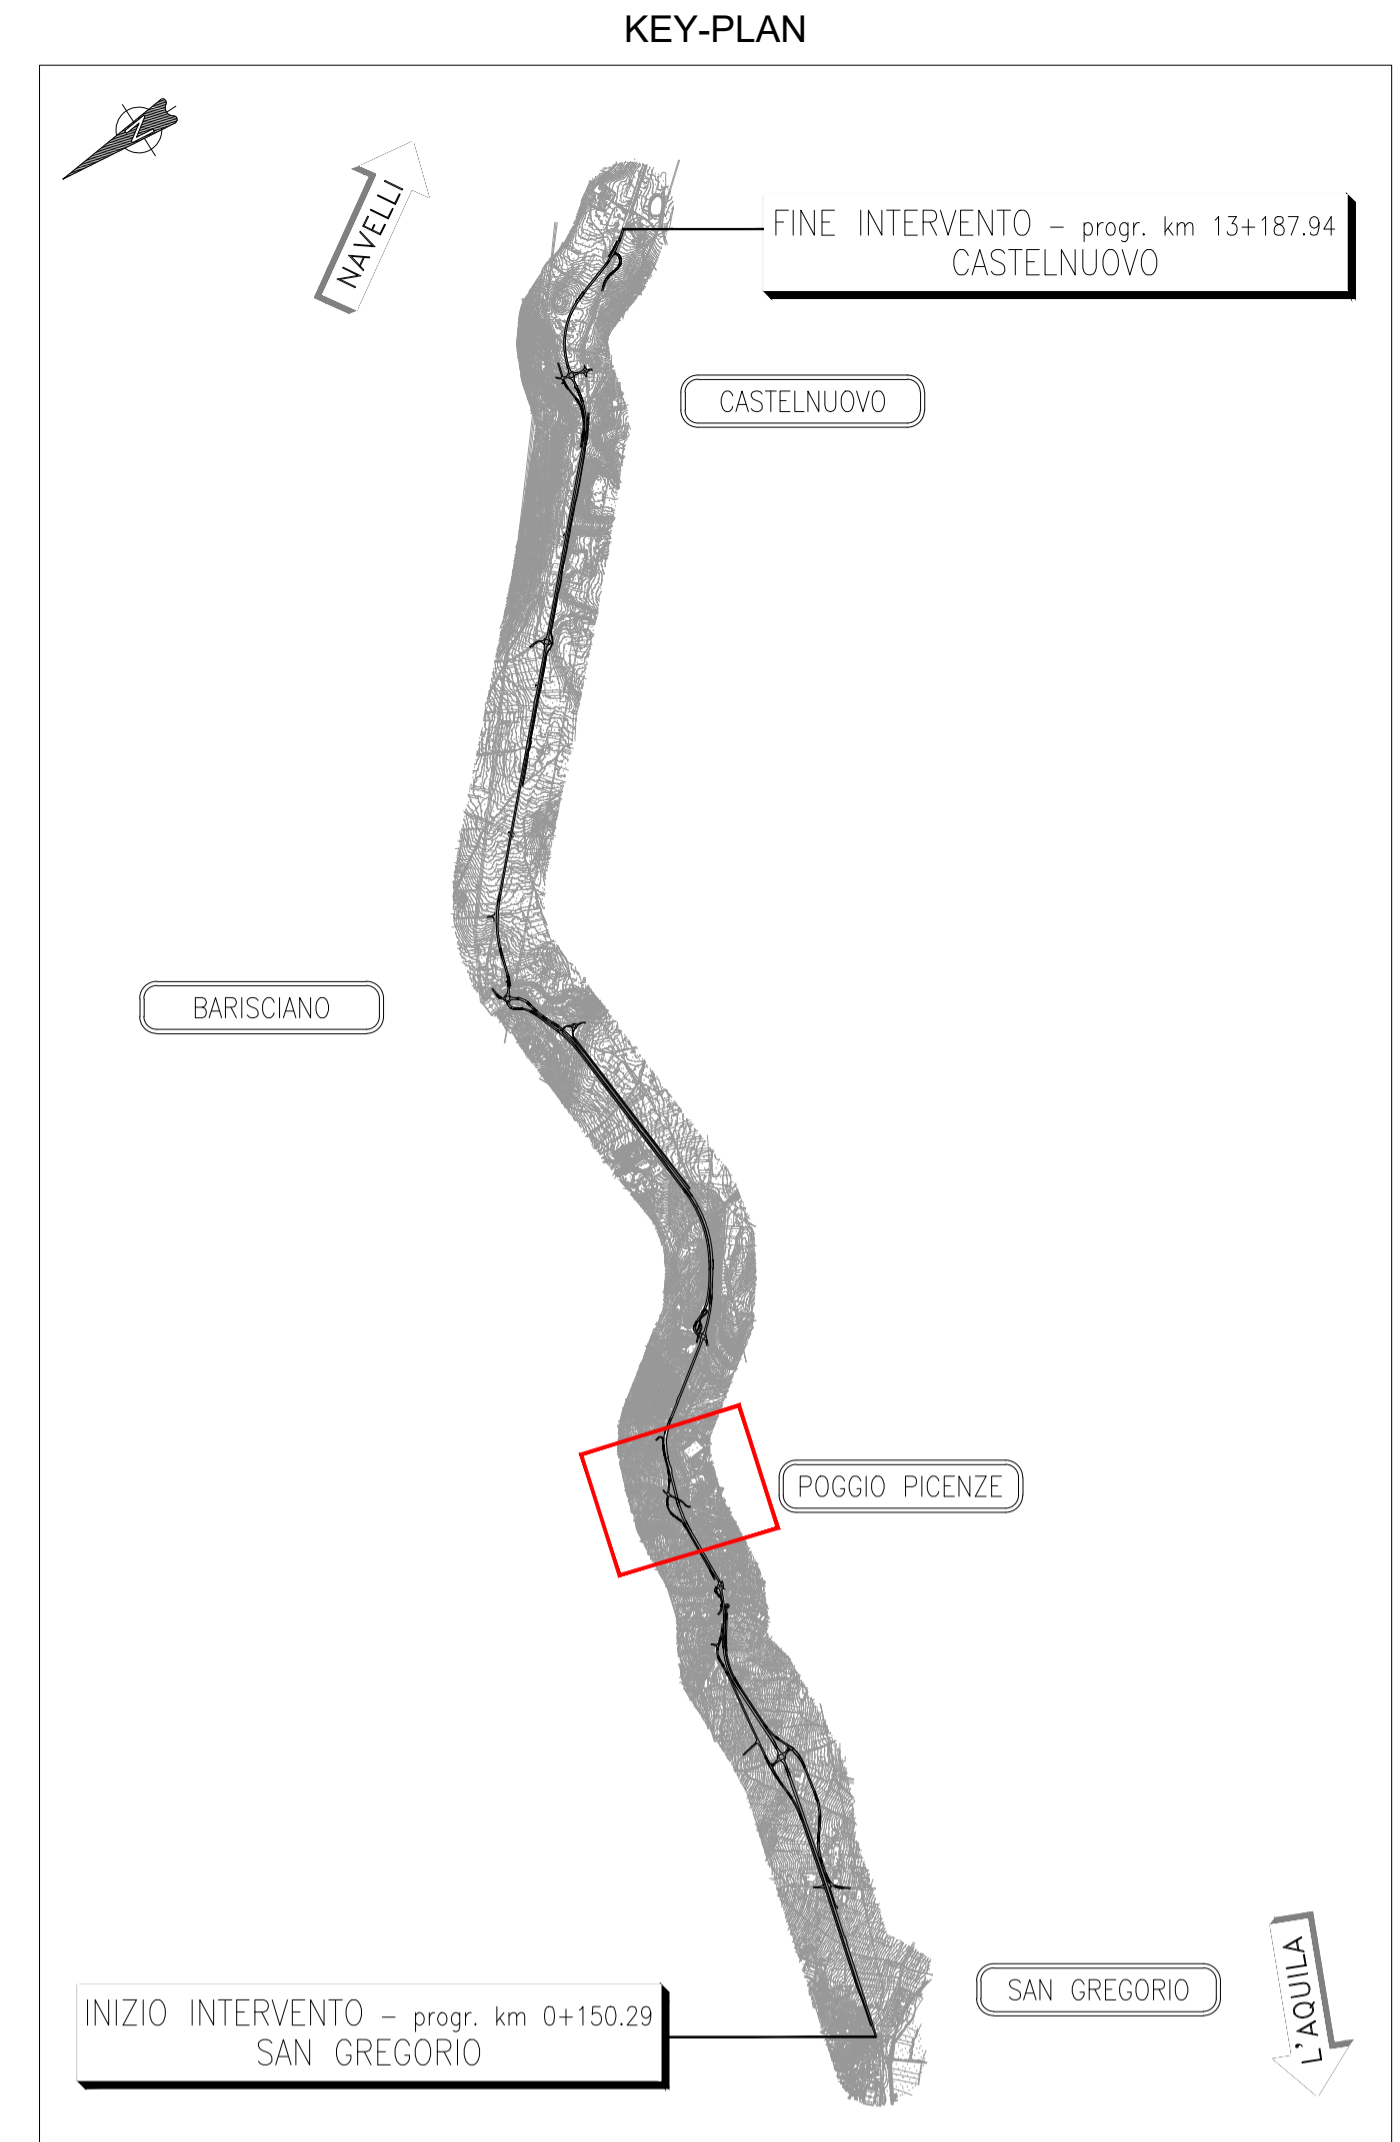 KEY-PLAN
NAVELLI
FINE INTERVENTO – progr. km 13+187.94
CASTELNUOVO
CASTELNUOVO
BARISCIANO
POGGIO PICENZE
SAN GREGORIO
L'AQUILA
INIZIO INTERVENTO – progr. km 0+150.29
SAN GREGORIO